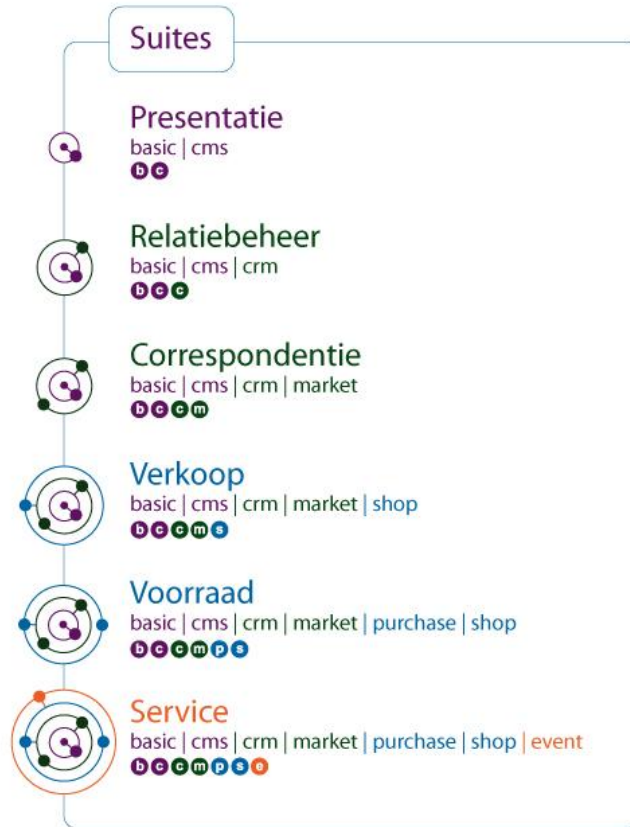 Suites
Presentatie
basic | cms
b c
Relatiebeheer
basic | cms | crm
b c c
Correspondentie
basic | cms | crm | market
b c c m
Verkoop
basic | cms | crm | market | shop
b c c m s
Voorraad
basic | cms | crm | market | purchase | shop
b c c m p s
Service
basic | cms | crm | market | purchase | shop | event
b c c m p s e